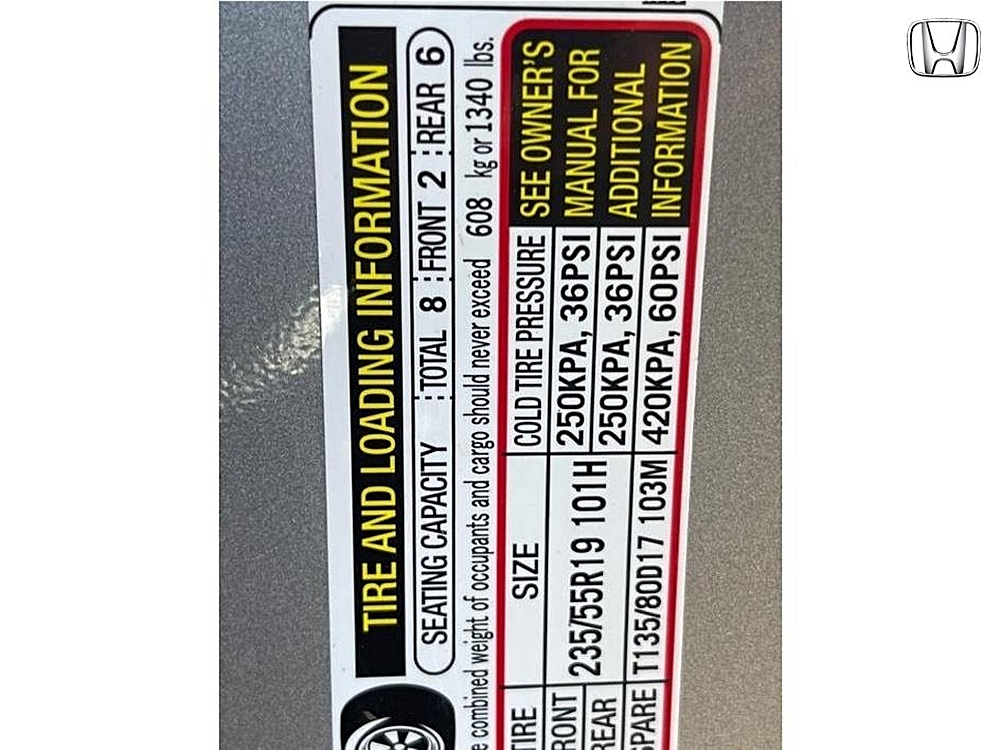 TIRE AND LOADING INFORMATION
SEATING CAPACITY TOTAL 8 FRONT 2 REAR 6
combined weight of occupants and cargo should never exceed 608 kg or 1340 lbs.
TIRE SIZE COLD TIRE PRESSURE SEE OWNER'S MANUAL FOR ADDITIONAL INFORMATION
FRONT 235/55R19 101H 250KPA, 36PSI
REAR 250KPA, 36PSI
SPARE T135/80D17 103M 420KPA, 60PSI